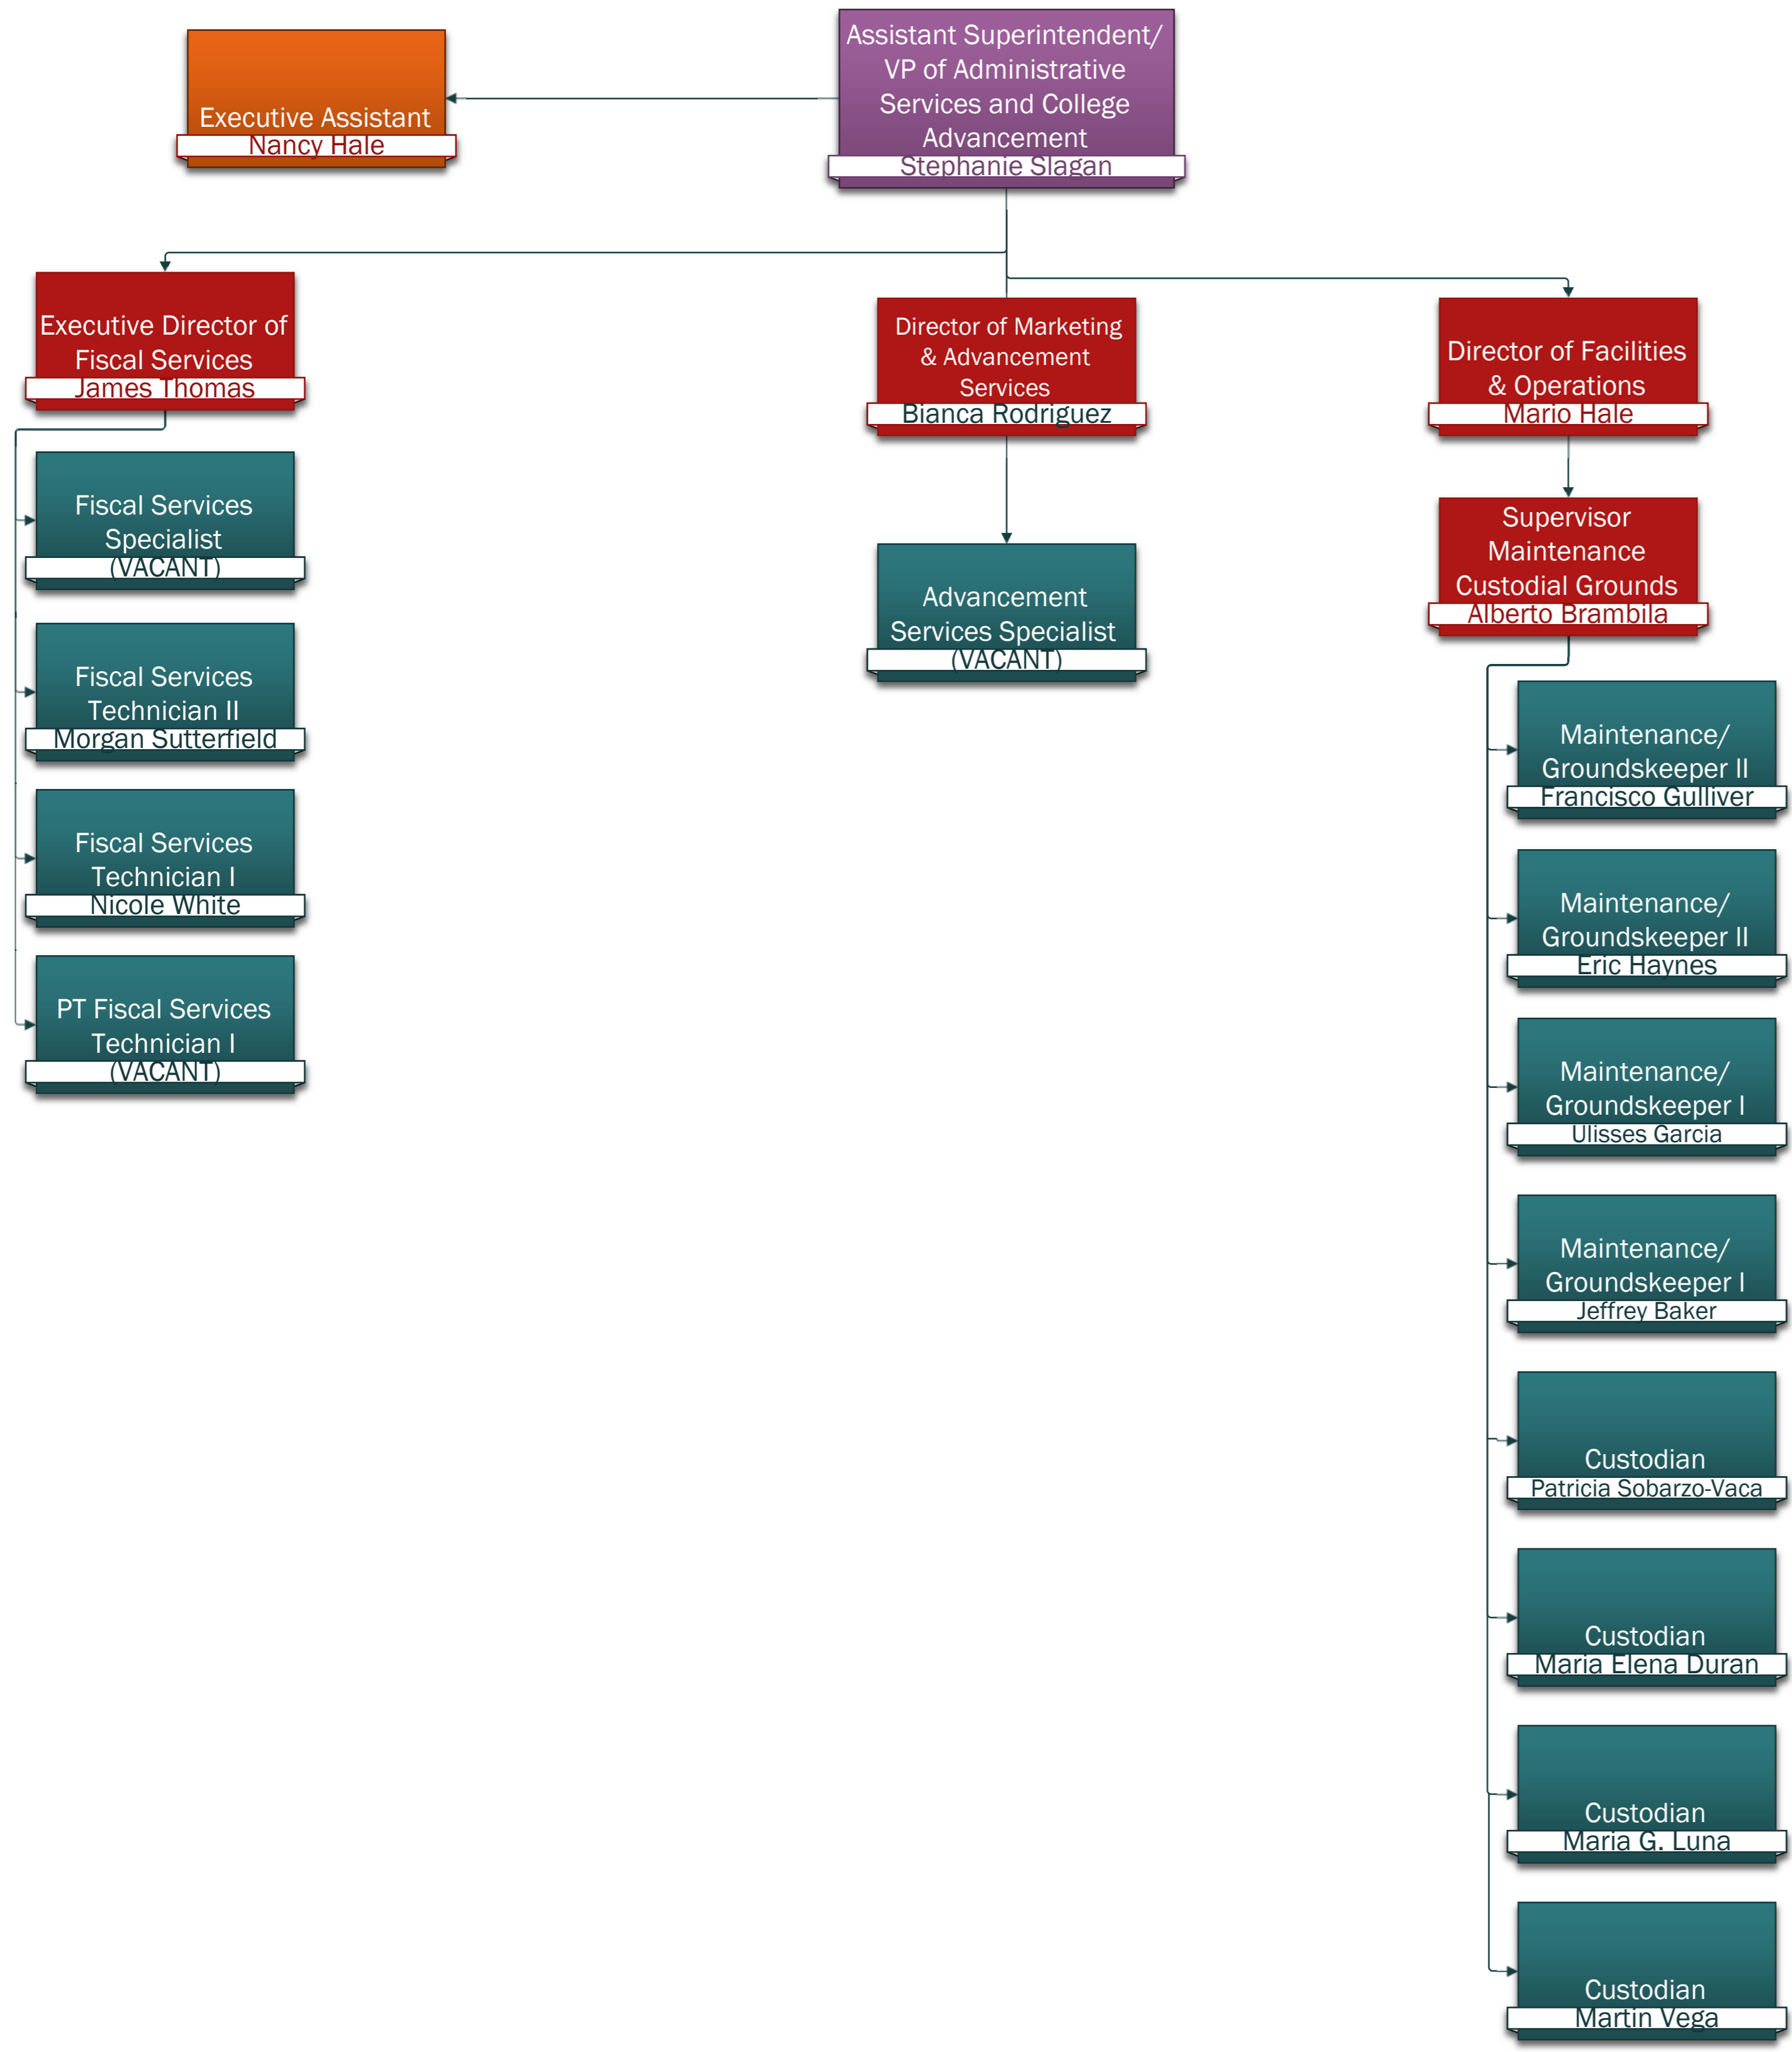 Executive Assistant
Nancy Hale
Assistant Superintendent/
VP of Administrative
Services and College
Advancement
Stephanie Slagan
Executive Director of
Fiscal Services
James Thomas
Director of Marketing
& Advancement
Services
Bianca Rodriguez
Director of Facilities
& Operations
Mario Hale
Fiscal Services
Specialist
(VACANT)
Fiscal Services
Technician II
Morgan Sutterfield
Fiscal Services
Technician I
Nicole White
PT Fiscal Services
Technician I
(VACANT)
Advancement
Services Specialist
(VACANT)
Supervisor
Maintenance
Custodial Grounds
Alberto Brambila
Maintenance/
Groundskeeper II
Francisco Gulliver
Maintenance/
Groundskeeper II
Eric Haynes
Maintenance/
Groundskeeper I
Ulisses Garcia
Maintenance/
Groundskeeper I
Jeffrey Baker
Custodian
Patricia Sobarzo-Vaca
Custodian
Maria Elena Duran
Custodian
Maria G. Luna
Custodian
Martin Vega